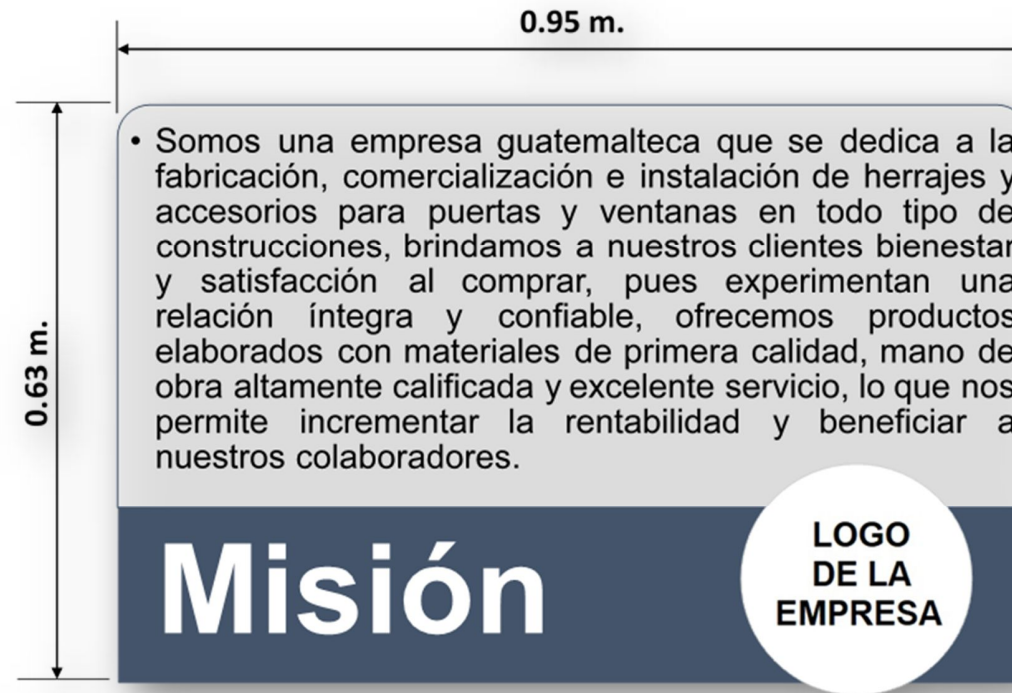 0.95 m.
0.63 m.
• Somos una empresa guatemalteca que se dedica a la
fabricación, comercialización e instalación de herrajes y
accesorios para puertas y ventanas en todo tipo de
construcciones, brindamos a nuestros clientes bienestar
y satisfacción al comprar, pues experimentan una
relación íntegra y confiable, ofrecemos productos
elaborados con materiales de primera calidad, mano de
obra altamente calificada y excelente servicio, lo que nos
permite incrementar la rentabilidad y beneficiar a
nuestros colaboradores.
Misión
LOGO
DE LA
EMPRESA